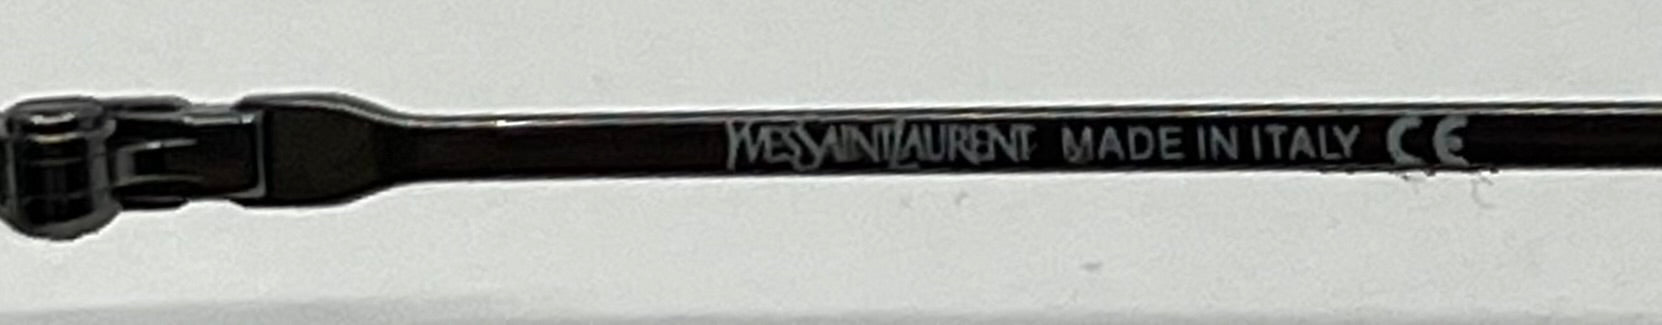 YVESSAINTLAURENT MADE IN ITALY CE